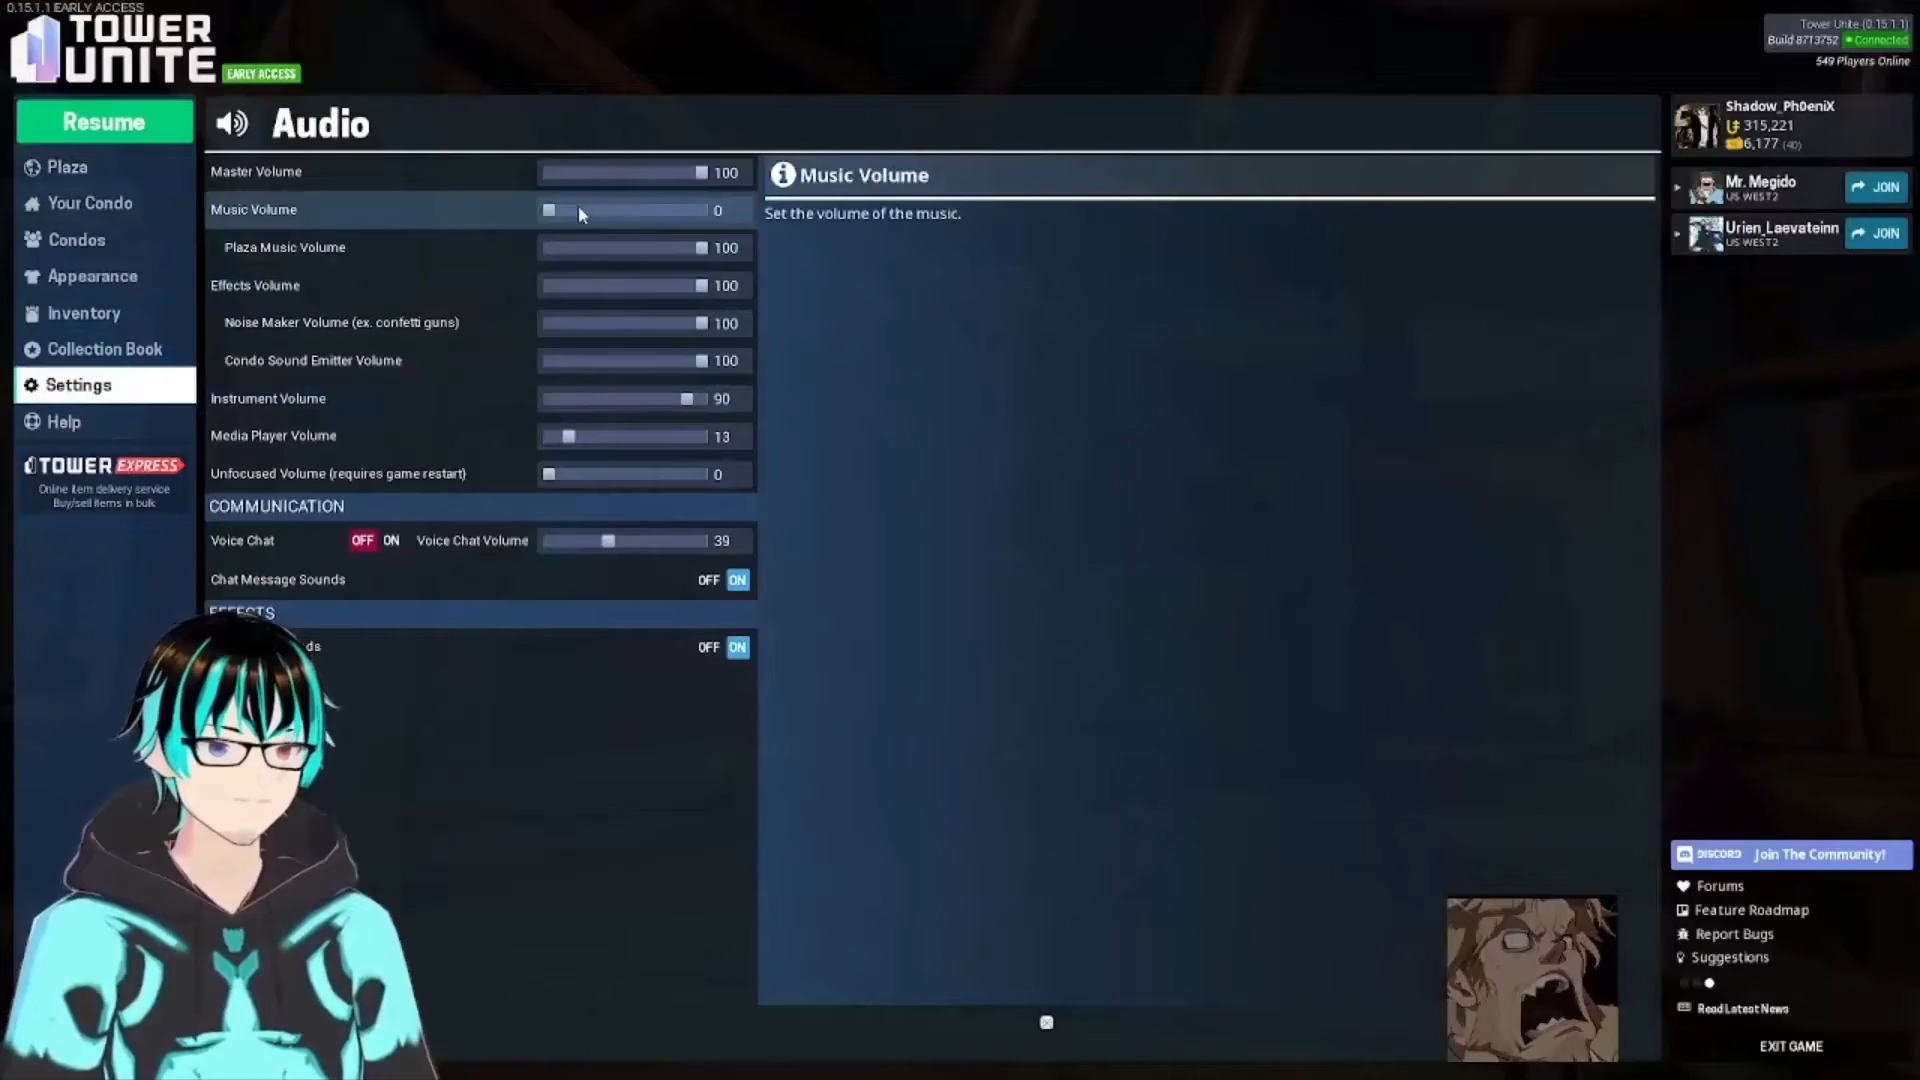 0.15.1.1 EARLY ACCESS
TOWER
UNITE
EARLY ACCESS
Tower Unite (0.15.1.1)
Build 8713752 Connected
549 Players Online
Resume
Plaza
Your Condo
Condos
Appearance
Inventory
Collection Book
Settings
Help
TOWER EXPRESS
Online item delivery service
Buy/sell items in bulk
Audio
Master Volume 100
Music Volume 0
Plaza Music Volume 100
Effects Volume 100
Noise Maker Volume (ex. confetti guns) 100
Condo Sound Emitter Volume 100
Instrument Volume 90
Media Player Volume 13
Unfocused Volume (requires game restart) 0
COMMUNICATION
Voice Chat OFF ON Voice Chat Volume 39
Chat Message Sounds OFF ON
EFFECTS
OFF ON
Music Volume
Set the volume of the music.
Shadow_Ph0eniX
315,221
6,177 (40)
Mr. Megido
US WEST2
JOIN
Urien_Laevateinn
US WEST2
JOIN
DISCORD Join The Community!
Forums
Feature Roadmap
Report Bugs
Suggestions
Read Latest News
EXIT GAME